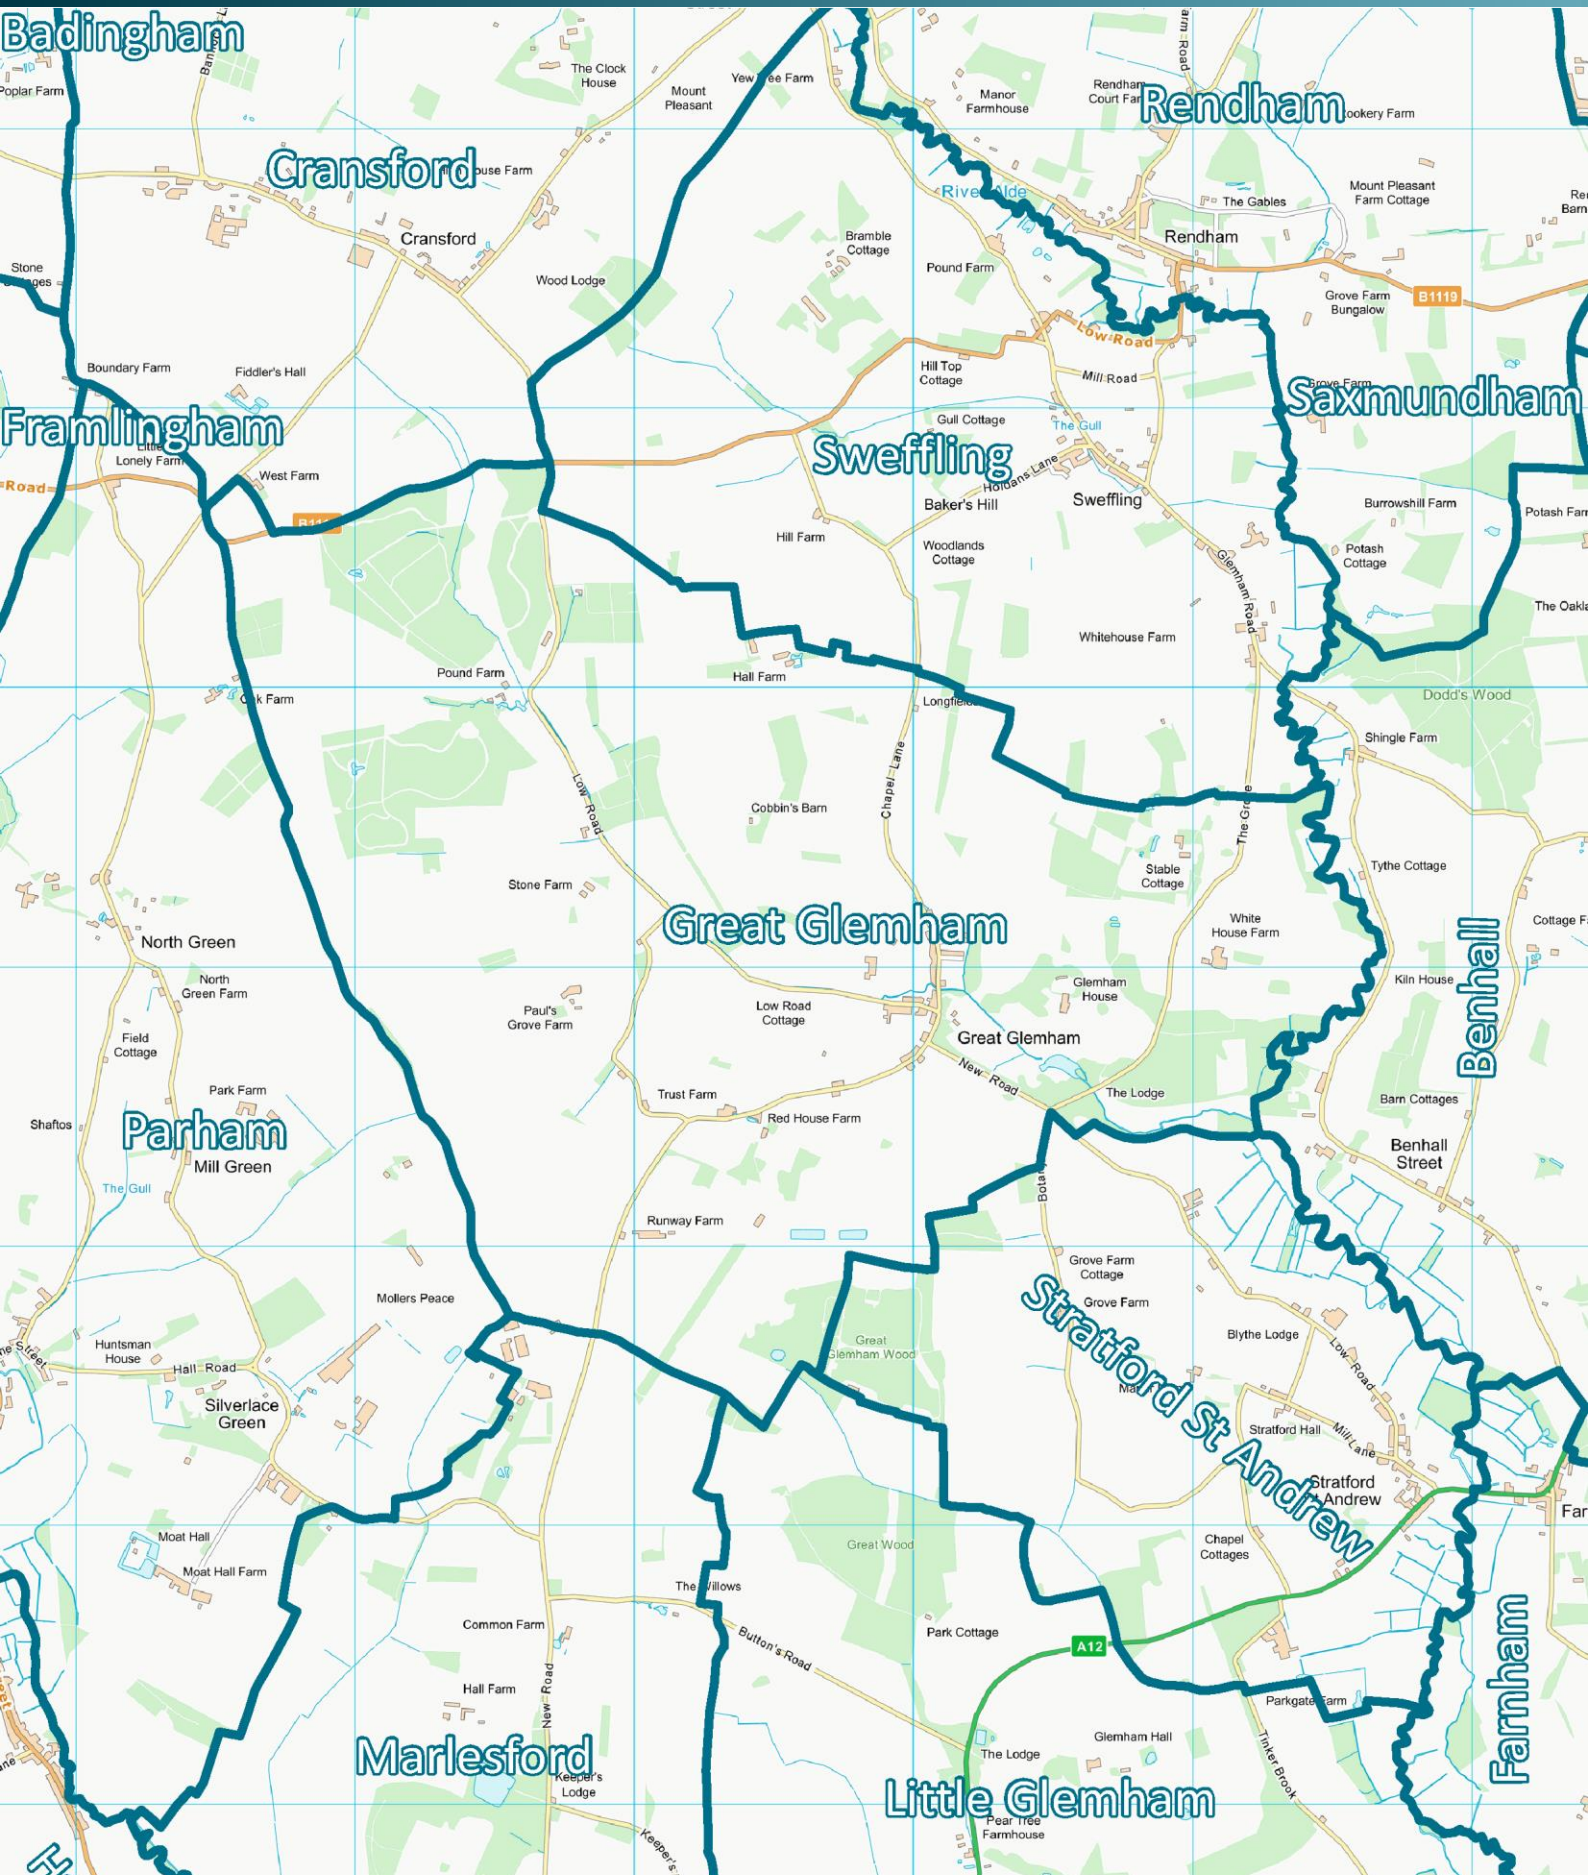 Badingham
The Clock
House
Yew Tree Farm
Mount
Pleasant
Manor
Farmhouse
Rendham
Rendham
Poplar Farm
Cransford
River Alde
The Gables
Mount Pleasant
Farm Cottage
Cransford
Bramble
Cottage
Rendham
Stone
Wood Lodge
Pound Farm
Grove Farm
Bungalow
B1119
Low Road
Boundary Farm
Fiddler's Hall
Hill Top
Cottage
Mill Road
Grove Farm
Saxmundham
Framlingham
Gull Cottage
The Gull
Lonely Farm
Sweffling
West Farm
Road
Holdans Lane
Baker's Hill
Sweffling
Burrowshill Farm
Potash Farm
Hill Farm
Woodlands
Cottage
Potash
Cottage
Glemham Road
Whitehouse Farm
Pound Farm
Hall Farm
Oak Farm
Dodd's Wood
Shingle Farm
Chapel Lane
Low Road
Cobbin's Barn
The Grove
Tythe Cottage
Stable
Cottage
Stone Farm
Great Glemham
White
House Farm
North Green
Benhall
North
Green Farm
Glemham
House
Kiln House
Paul's
Grove Farm
Low Road
Cottage
Field
Cottage
Great Glemham
New Road
Park Farm
Trust Farm
The Lodge
Barn Cottages
Shaftos
Parham
Red House Farm
Mill Green
Benhall
Street
The Gull
Runway Farm
Grove Farm
Cottage
Mollers Peace
Grove Farm
Stratford St Andrew
Blythe Lodge
Low Road
Huntsman
House
Hall Road
Great
Glemham Wood
Silverlace
Green
Stratford Hall
Mill Lane
Stratford
Andrew
Moat Hall
Great Wood
Chapel
Cottages
Moat Hall Farm
The Willows
Common Farm
Button's Road
Park Cottage
A12
Farnham
Hall Farm
New Road
Parkgate Farm
Marlesford
Glemham Hall
The Lodge
Tinker Brook
Keeper's
Lodge
Little Glemham
Pear Tree
Farmhouse
Keeper's